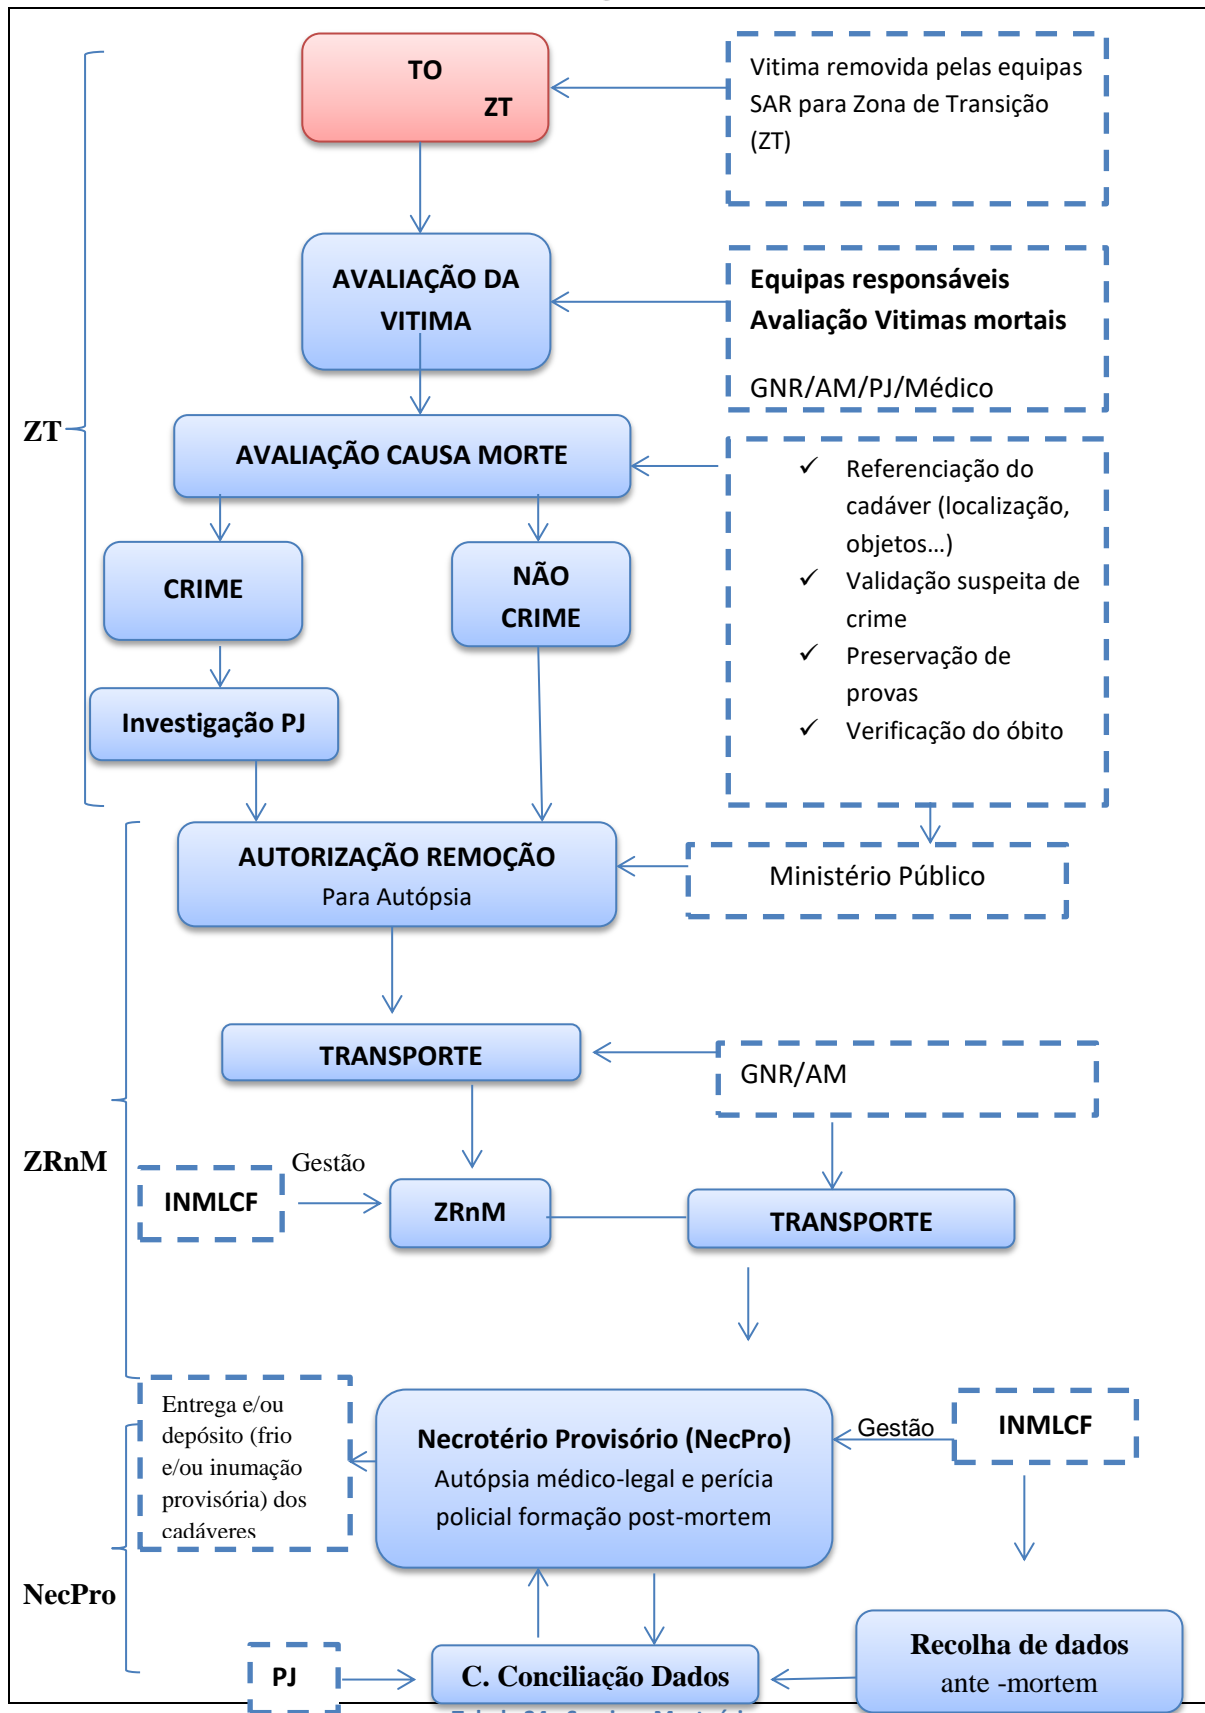 TO
ZT
Vitima removida pelas equipas
SAR para Zona de Transição
(ZT)
AVALIAÇÃO DA
VITIMA
Equipas responsáveis
Avaliação Vitimas mortais
GNR/AM/PJ/Médico
ZT
AVALIAÇÃO CAUSA MORTE
✓ Referenciação do
cadáver (localização,
objetos...)
✓ Validação suspeita de
crime
✓ Preservação de
provas
✓ Verificação do óbito
CRIME
NÃO
CRIME
Investigação PJ
AUTORIZAÇÃO REMOÇÃO
Para Autópsia
Ministério Público
TRANSPORTE
GNR/AM
ZRnM
INMLCF
Gestão
ZRnM
TRANSPORTE
Entrega e/ou
depósito (frio
e/ou inumação
provisória) dos
cadáveres
Necrotério Provisório (NecPro)
Autópsia médico-legal e perícia
policial formação post-mortem
Gestão
INMLCF
NecPro
PJ
C. Conciliação Dados
Recolha de dados
ante -mortem